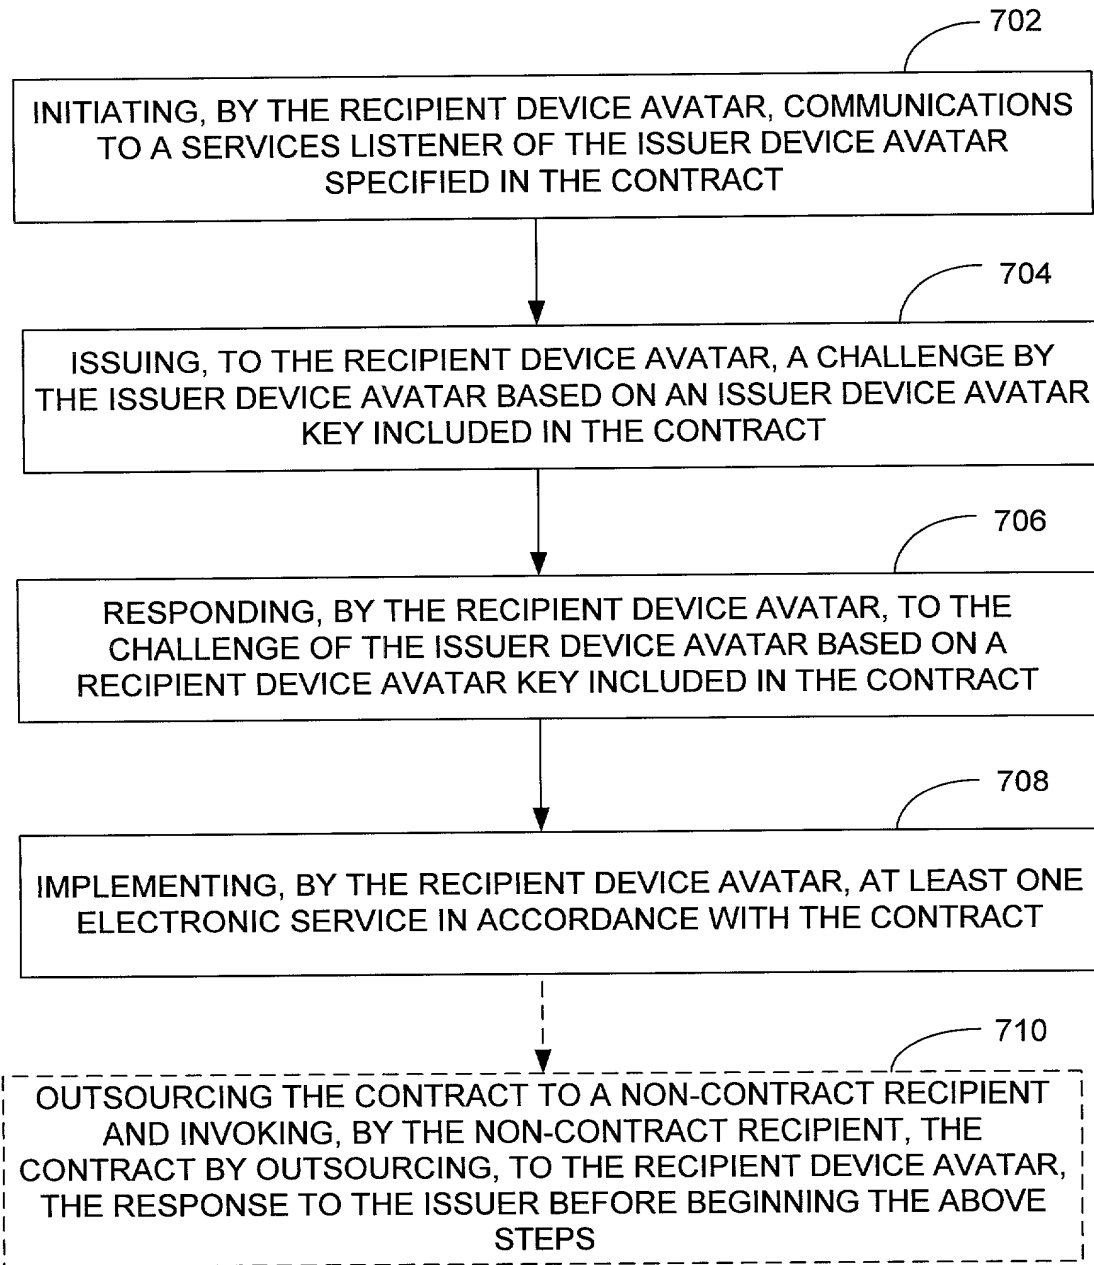 702
INITIATING, BY THE RECIPIENT DEVICE AVATAR, COMMUNICATIONS
TO A SERVICES LISTENER OF THE ISSUER DEVICE AVATAR
SPECIFIED IN THE CONTRACT
704
ISSUING, TO THE RECIPIENT DEVICE AVATAR, A CHALLENGE BY
THE ISSUER DEVICE AVATAR BASED ON AN ISSUER DEVICE AVATAR
KEY INCLUDED IN THE CONTRACT
706
RESPONDING, BY THE RECIPIENT DEVICE AVATAR, TO THE
CHALLENGE OF THE ISSUER DEVICE AVATAR BASED ON A
RECIPIENT DEVICE AVATAR KEY INCLUDED IN THE CONTRACT
708
IMPLEMENTING, BY THE RECIPIENT DEVICE AVATAR, AT LEAST ONE
ELECTRONIC SERVICE IN ACCORDANCE WITH THE CONTRACT
710
OUTSOURCING THE CONTRACT TO A NON-CONTRACT RECIPIENT
AND INVOKING, BY THE NON-CONTRACT RECIPIENT, THE
CONTRACT BY OUTSOURCING, TO THE RECIPIENT DEVICE AVATAR,
THE RESPONSE TO THE ISSUER BEFORE BEGINNING THE ABOVE
STEPS